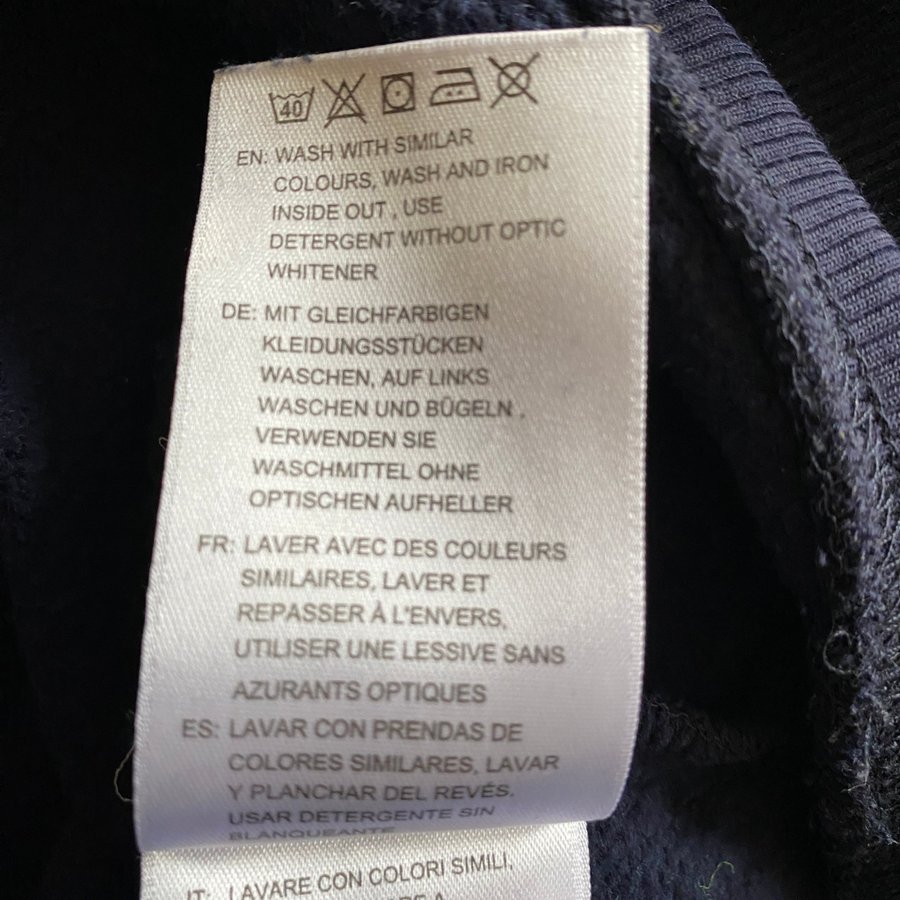 40
EN: WASH WITH SIMILAR
COLOURS, WASH AND IRON
INSIDE OUT , USE
DETERGENT WITHOUT OPTIC
WHITENER
DE: MIT GLEICHFARBIGEN
KLEIDUNGSSTÜCKEN
WASCHEN, AUF LINKS
WASCHEN UND BÜGELN ,
VERWENDEN SIE
WASCHMITTEL OHNE
OPTISCHEN AUFHELLER
FR: LAVER AVEC DES COULEURS
SIMILAIRES, LAVER ET
REPASSER À L'ENVERS,
UTILISER UNE LESSIVE SANS
AZURANTS OPTIQUES
ES: LAVAR CON PRENDAS DE
COLORES SIMILARES, LAVAR
Y PLANCHAR DEL REVÉS,
USAR DETERGENTE SIN
BLANQUEANTE
IT: LAVARE CON COLORI SIMILI,